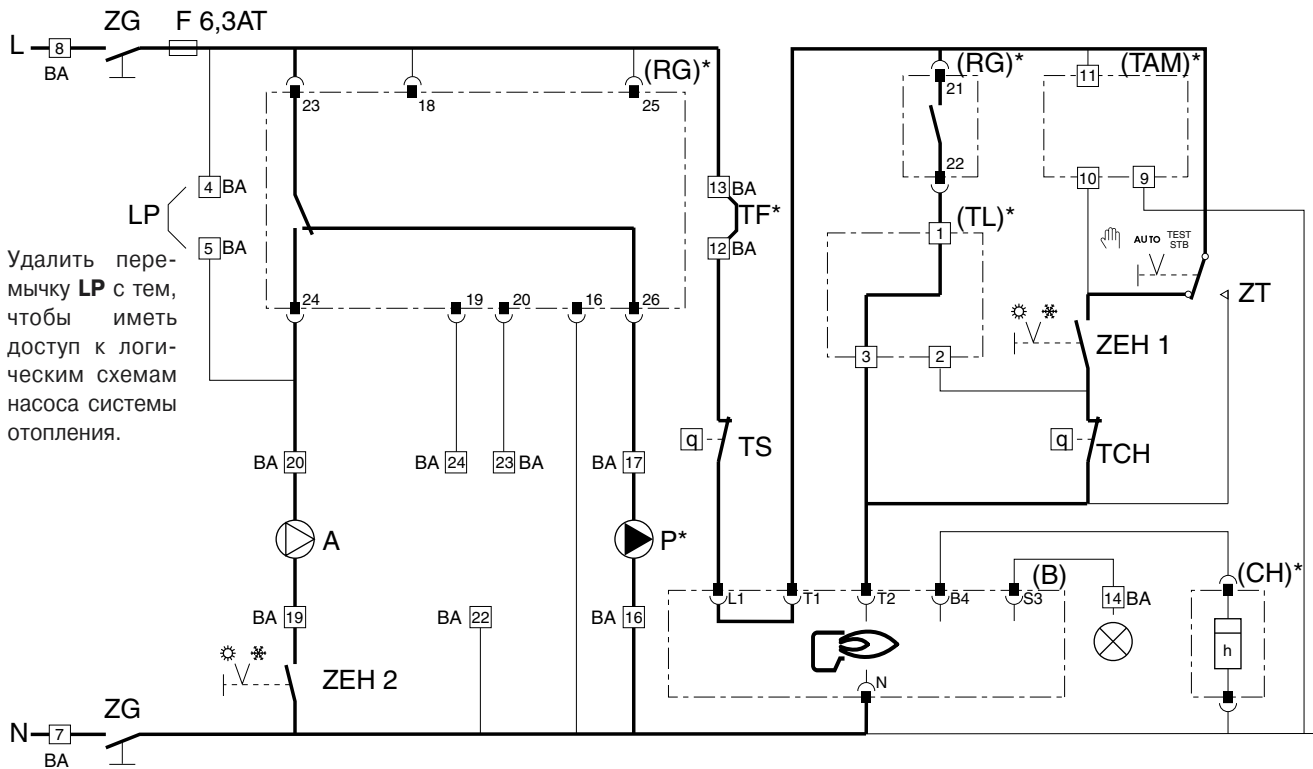 ZG F 6,3AT
L 8
BA
(RG)* (RG)* (TAM)*
23 18 25 21 11
22
4 BA 13 BA 10 9
LP TF* (TL)*
5 BA 12 BA 1
AUTO TEST
STB
ZT
Удалить пере-
мычку LP с тем,
чтобы иметь
доступ к логи-
ческим схемам
насоса системы
отопления.
24 19 20 16 26
3 2 ZEH 1
q TS q TCH
BA 20 BA 24 23 BA BA 17
A P*
(B) (CH)*
L1 T1 T2 B4 S3 14 BA
BA 19 BA 22 BA 16
h
ZEH 2 N
ZG
N 7
BA